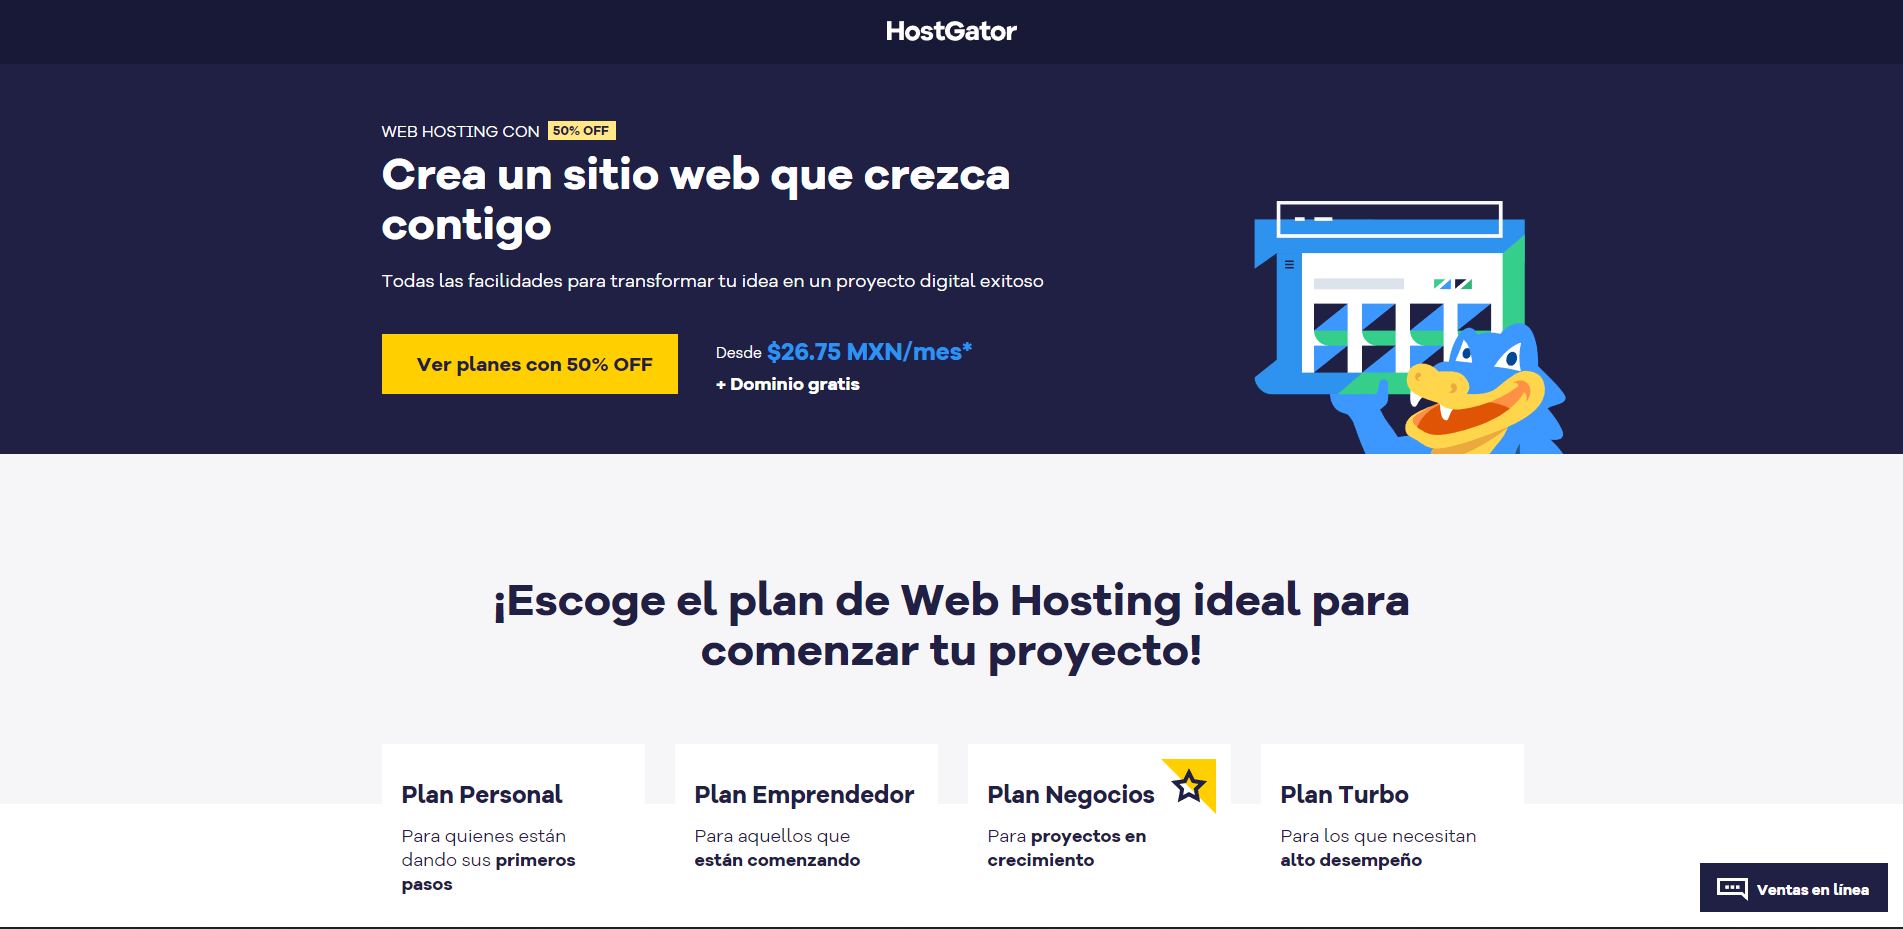 HostGator
WEB HOSTING CON 50% OFF
Crea un sitio web que crezca
contigo
Todas las facilidades para transformar tu idea en un proyecto digital exitoso
Ver planes con 50% OFF
Desde $26.75 MXN/mes*
+ Dominio gratis
¡Escoge el plan de Web Hosting ideal para
comenzar tu proyecto!
Plan Personal
Para quienes están
dando sus primeros
pasos
Plan Emprendedor
Para aquellos que
están comenzando
Plan Negocios
Para proyectos en
crecimiento
Plan Turbo
Para los que necesitan
alto desempeño
Ventas en línea